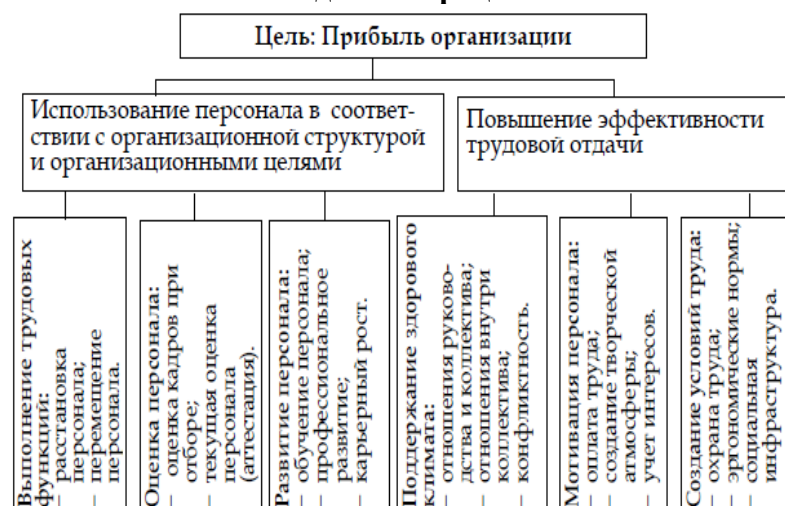 Цель: Прибыль организации
Использование персонала в соответ-
ствии с организационной структурой
и организационными целями
Повышение эффективности
трудовой отдачи
Выполнение трудовых
функций:
– расстановка
персонала;
– перемещение
персонала.
Оценка персонала:
– оценка кадров при
отборе;
– текущая оценка
персонала
(аттестация).
Развитие персонала:
– обучение персонала;
– профессиональное
развитие;
– карьерный рост.
Поддержание здорового
климата:
– отношения руково-
дства и коллектива;
– отношения внутри
коллектива;
– конфликтность.
Мотивация персонала:
– оплата труда;
– создание творческой
атмосферы;
– учет интересов.
Создание условий труда:
– охрана труда;
– эргономические нормы;
– социальная
инфраструктура.